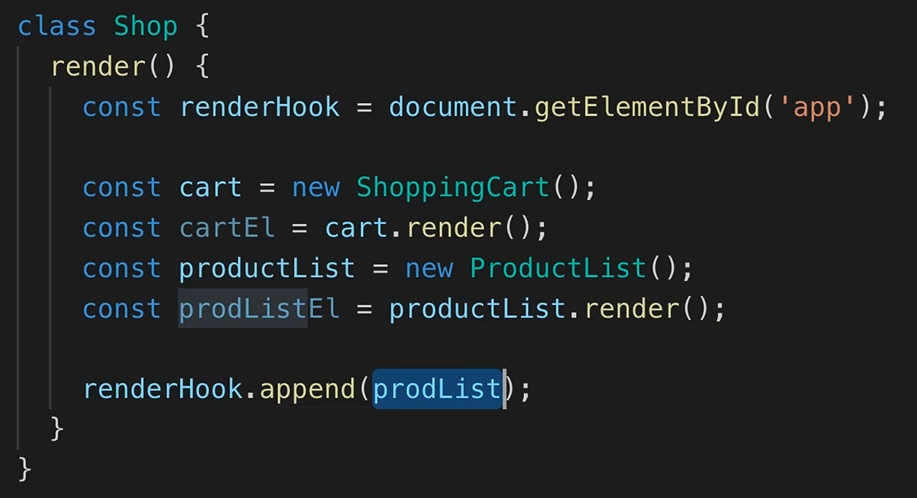 class Shop {
  render() {
    const renderHook = document.getElementById('app');

    const cart = new ShoppingCart();
    const cartEl = cart.render();
    const productList = new ProductList();
    const prodListEl = productList.render();

    renderHook.append(prodList);
  }
}